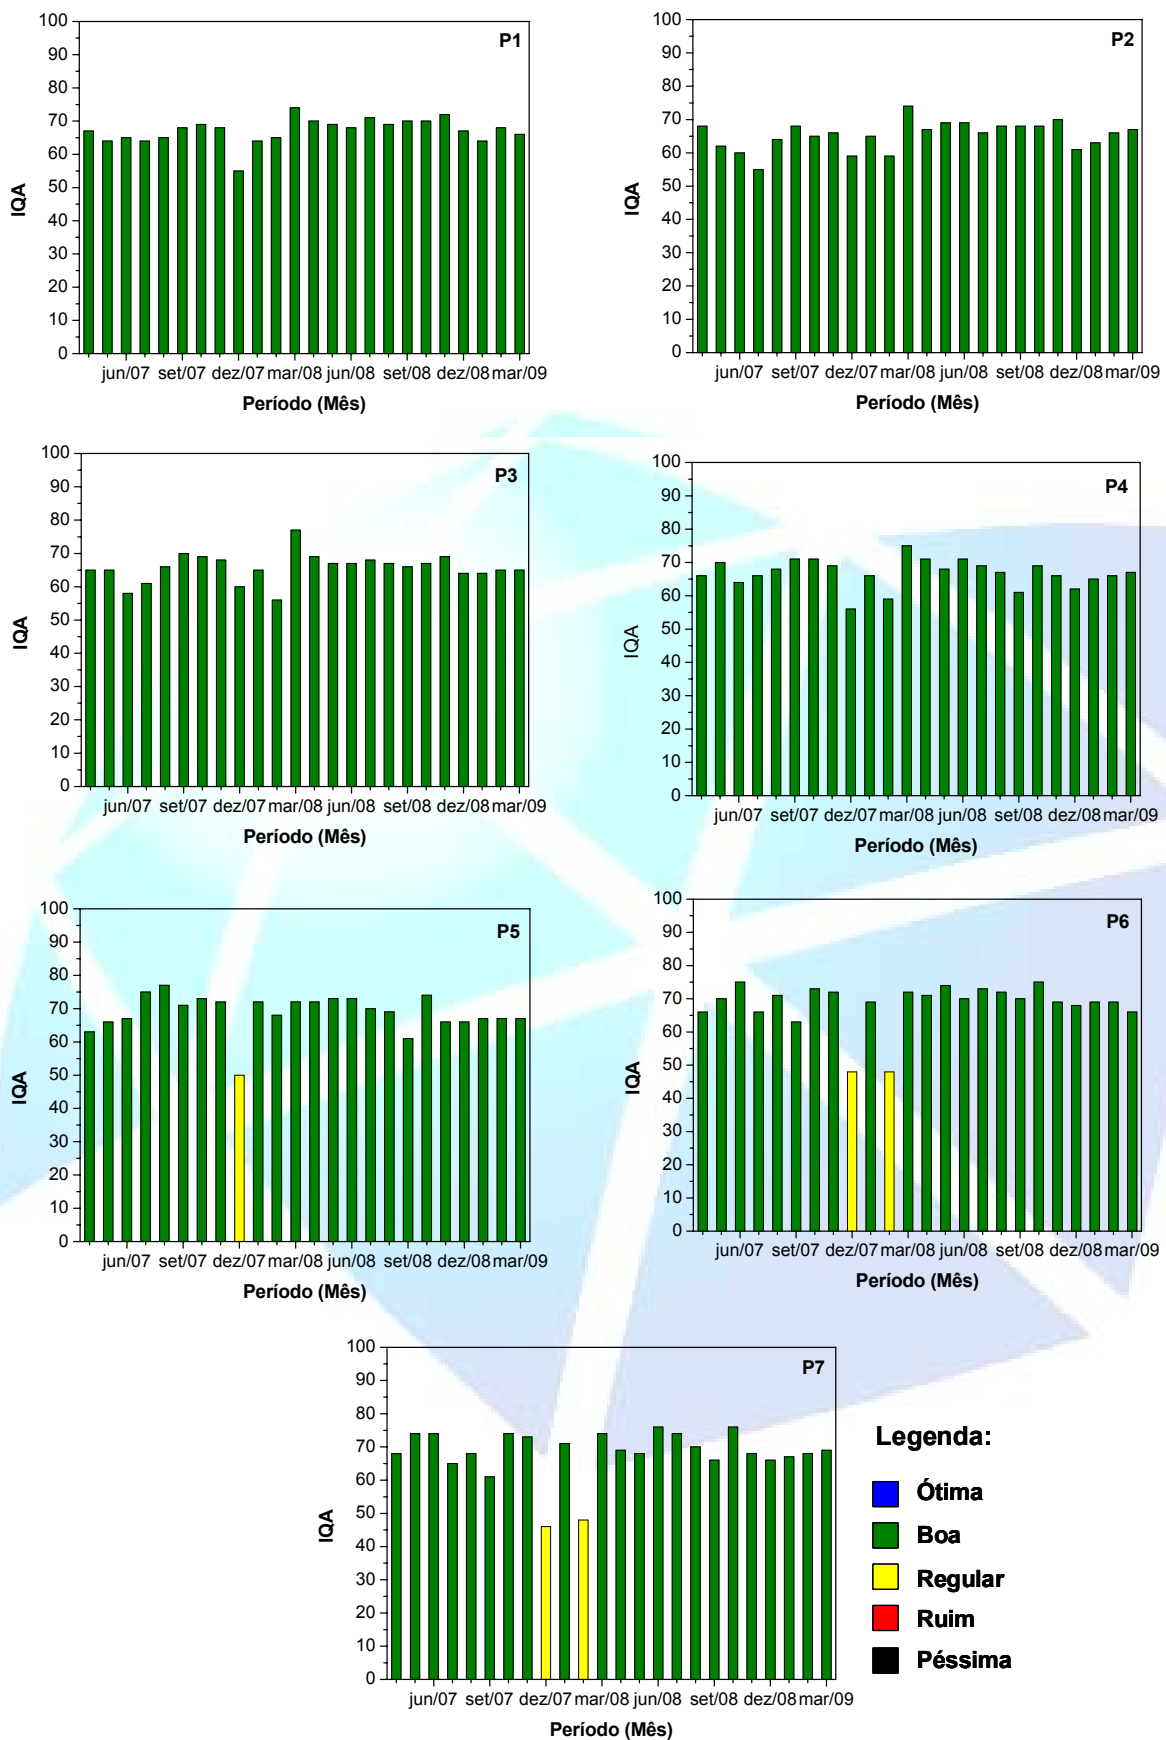 P1
100
90
80
70
60
50
40
30
20
10
0
IQA
jun/07 set/07 dez/07 mar/08 jun/08 set/08 dez/08 mar/09
Período (Mês)
P2
100
90
80
70
60
50
40
30
20
10
0
IQA
jun/07 set/07 dez/07 mar/08 jun/08 set/08 dez/08 mar/09
Período (Mês)
P3
100
90
80
70
60
50
40
30
20
10
0
IQA
jun/07 set/07 dez/07 mar/08 jun/08 set/08 dez/08 mar/09
Período (Mês)
P4
100
90
80
70
60
50
40
30
20
10
0
IQA
jun/07 set/07 dez/07 mar/08 jun/08 set/08 dez/08 mar/09
Período (Mês)
P5
100
90
80
70
60
50
40
30
20
10
0
IQA
jun/07 set/07 dez/07 mar/08 jun/08 set/08 dez/08 mar/09
Período (Mês)
P6
100
90
80
70
60
50
40
30
20
10
0
IQA
jun/07 set/07 dez/07 mar/08 jun/08 set/08 dez/08 mar/09
Período (Mês)
P7
100
90
80
70
60
50
40
30
20
10
0
IQA
jun/07 set/07 dez/07 mar/08 jun/08 set/08 dez/08 mar/09
Período (Mês)
Legenda:
Ótima
Boa
Regular
Ruim
Péssima